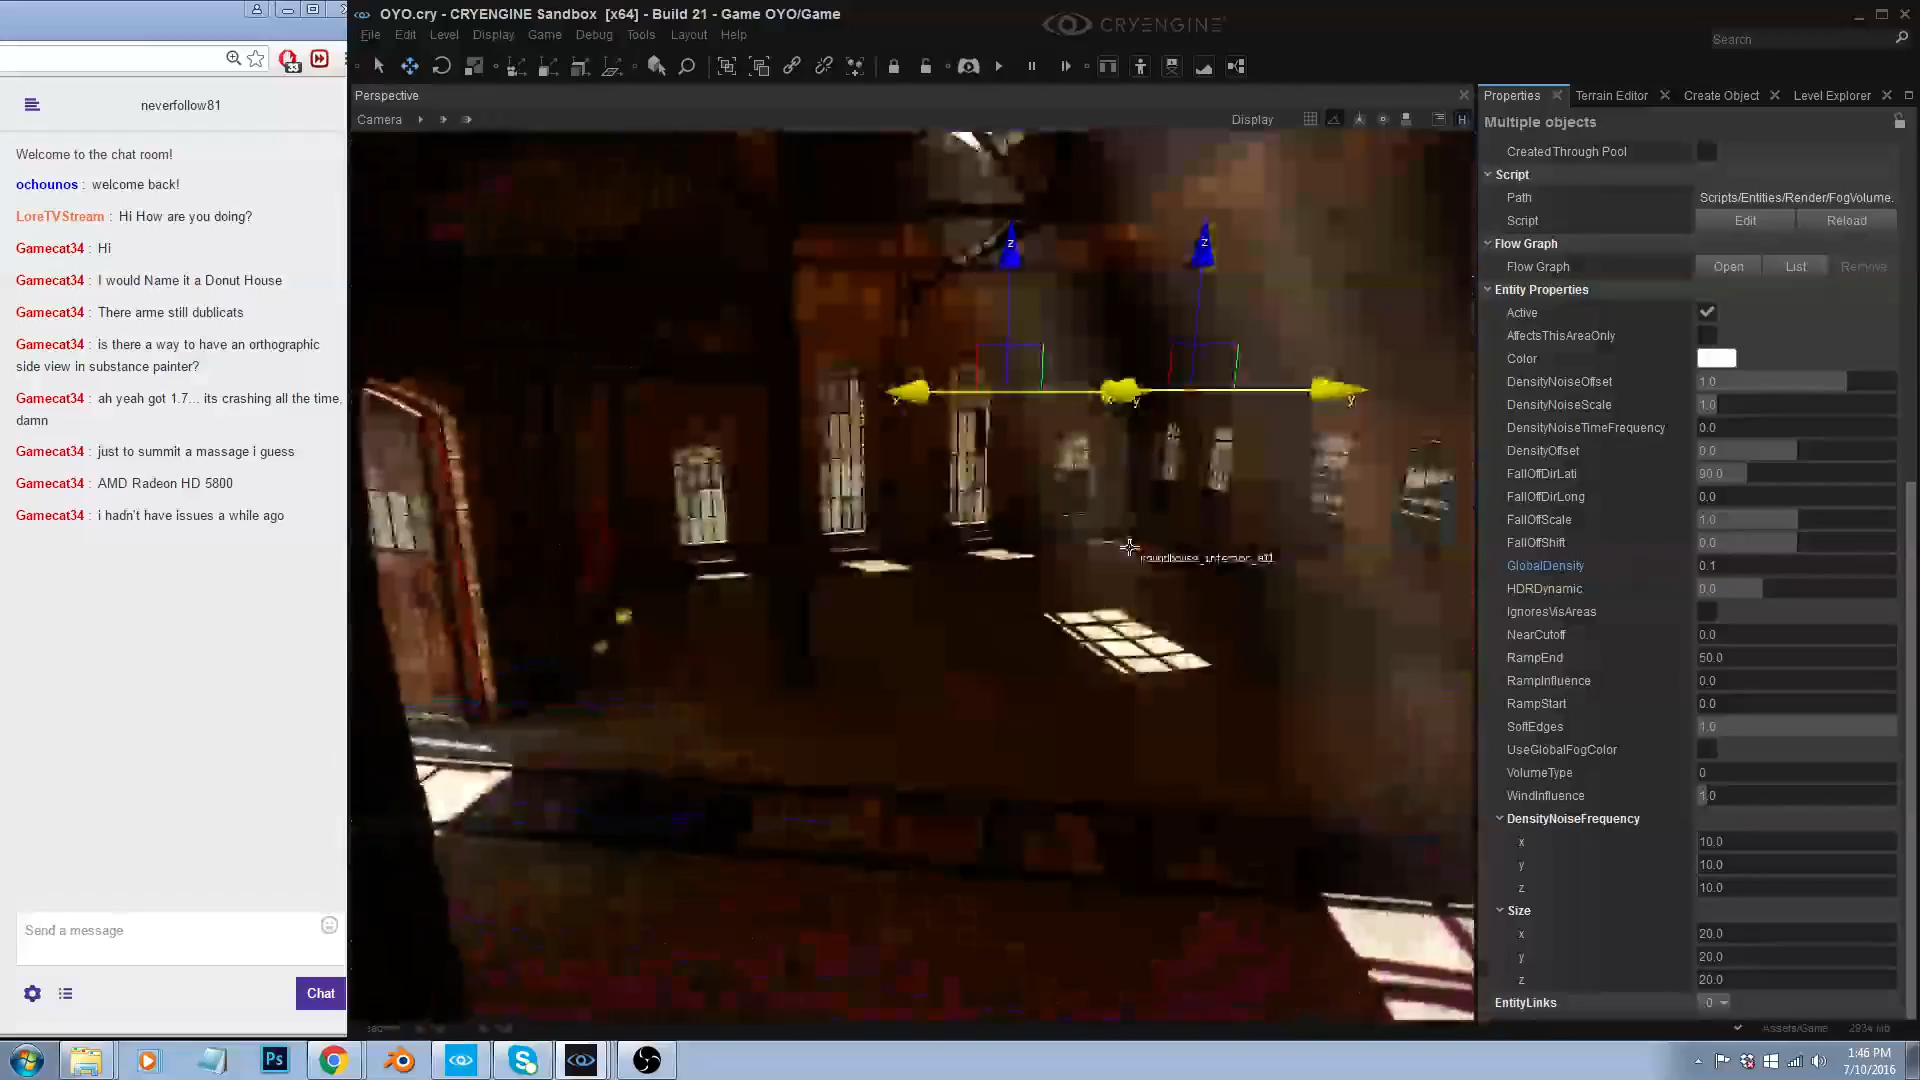 OYO.cry - CRYENGINE Sandbox [x64] - Build 21 - Game OYO/Game
CRYENGINE
File Edit Level Display Game Debug Tools Layout Help
Search
33
neverfollow81
Welcome to the chat room!
ochounos : welcome back!
LoreTVStream : Hi How are you doing?
Gamecat34 : Hi
Gamecat34 : I would Name it a Donut House
Gamecat34 : There arme still dublicats
Gamecat34 : is there a way to have an orthographic
side view in substance painter?
Gamecat34 : ah yeah got 1.7... its crashing all the time,
damn
Gamecat34 : just to summit a massage i guess
Gamecat34 : AMD Radeon HD 5800
Gamecat34 : i hadn't have issues a while ago
Send a message
Chat
Perspective
Camera
Display
H
z z
x x y y
roundhouse_interior_all
Properties Terrain Editor Create Object Level Explorer
Multiple objects
CreatedThrough Pool
Script
Path Scripts/Entities/Render/FogVolume.
Script Edit Reload
Flow Graph
Flow Graph Open List Remove
Entity Properties
Active
AffectsThisAreaOnly
Color
DensityNoiseOffset 1.0
DensityNoiseScale 1.0
DensityNoiseTimeFrequency 0.0
DensityOffset 0.0
FallOffDirLati 90.0
FallOffDirLong 0.0
FallOffScale 1.0
FallOffShift 0.0
GlobalDensity 0.1
HDRDynamic 0.0
IgnoresVisAreas
NearCutoff 0.0
RampEnd 50.0
RampInfluence 0.0
RampStart 0.0
SoftEdges 1.0
UseGlobalFogColor
VolumeType 0
WindInfluence 1.0
DensityNoiseFrequency
x 10.0
y 10.0
z 10.0
Size
x 20.0
y 20.0
z 20.0
EntityLinks 0
Assets/Game 2934 Mb
Ps
1:46 PM
7/10/2016